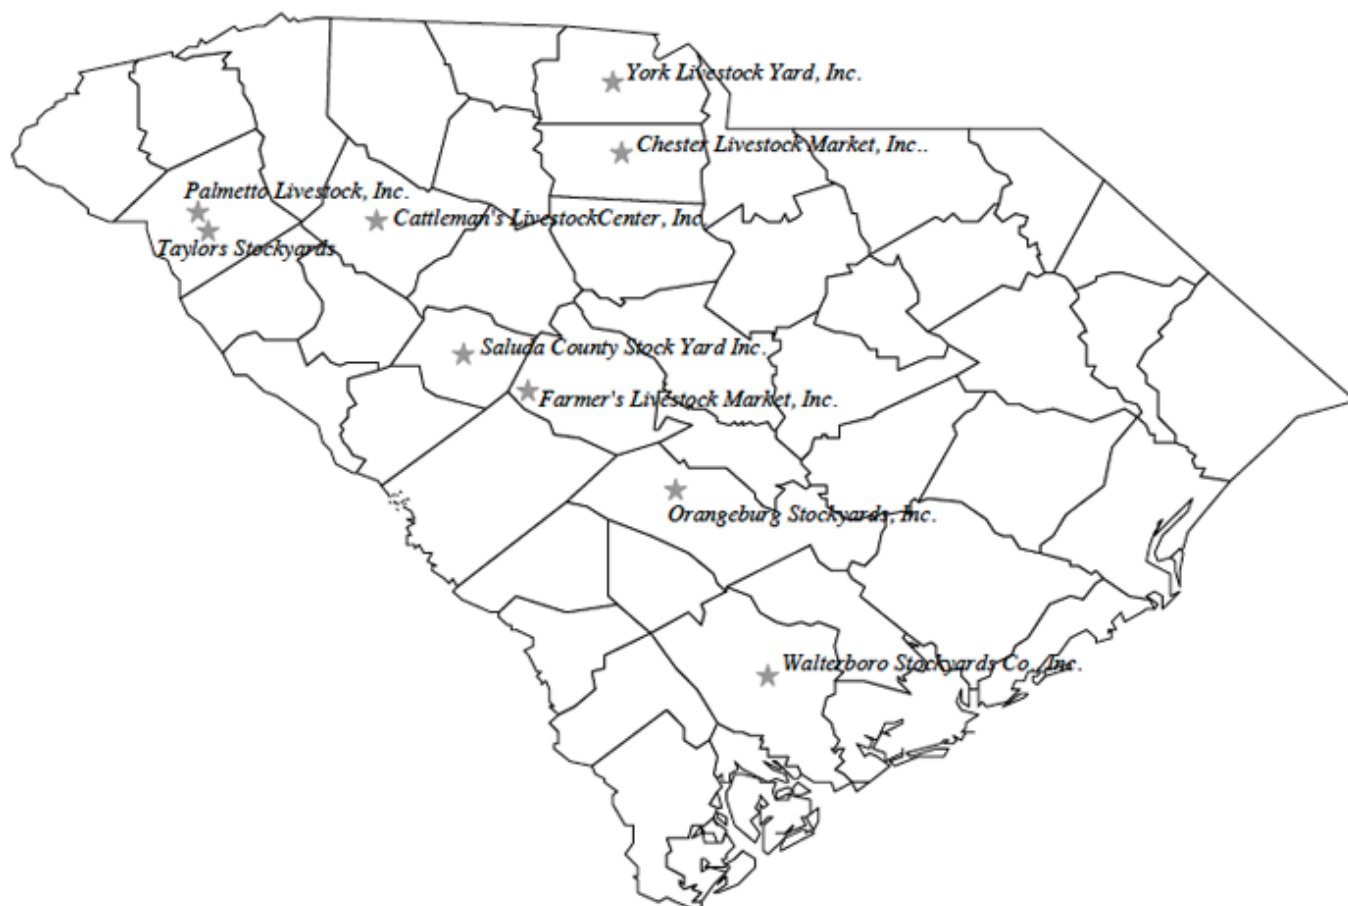 York Livestock Yard, Inc.
Chester Livestock Market, Inc..
Palmetto Livestock, Inc.
Cattleman's LivestockCenter, Inc.
Taylors Stockyards
Saluda County Stock Yard Inc.
Farmer's Livestock Market, Inc.
Orangeburg Stockyards, Inc.
Walterboro Stockyards Co., Inc.